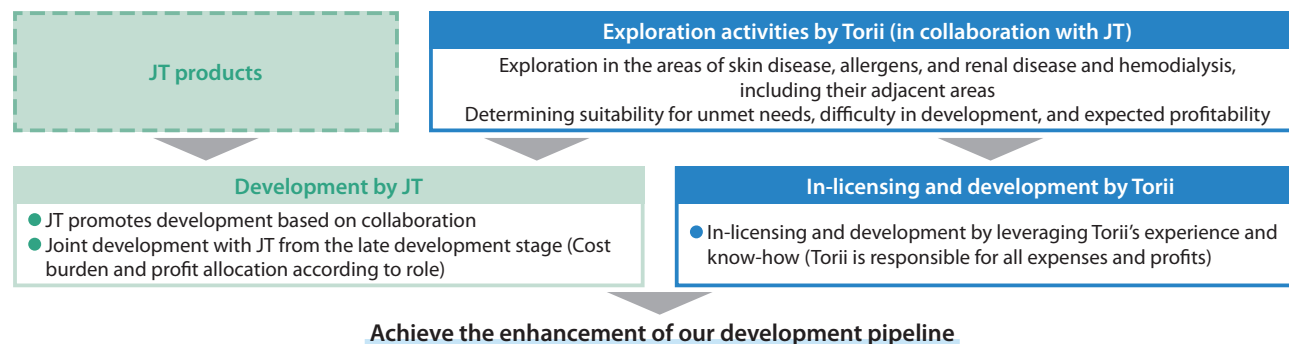 JT products
Exploration activities by Torii (in collaboration with JT)
Exploration in the areas of skin disease, allergens, and renal disease and hemodialysis,
including their adjacent areas
Determining suitability for unmet needs, difficulty in development, and expected profitability
Development by JT
● JT promotes development based on collaboration
● Joint development with JT from the late development stage (Cost
burden and profit allocation according to role)
In-licensing and development by Torii
● In-licensing and development by leveraging Torii’s experience and
know-how (Torii is responsible for all expenses and profits)
Achieve the enhancement of our development pipeline